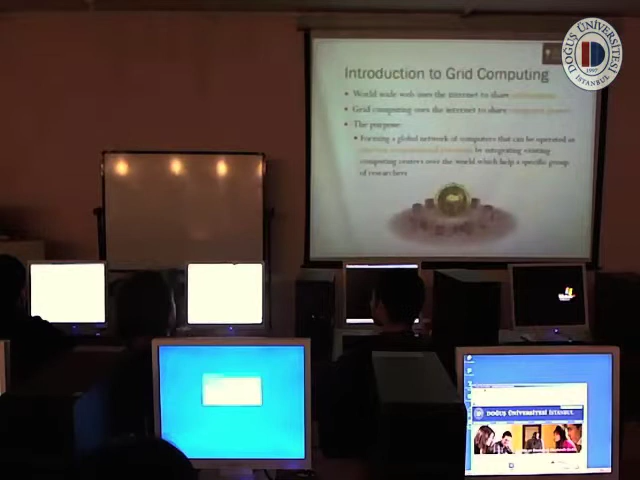 DOĞUŞ ÜNİVERSİTESİ
1997
İSTANBUL
Introduction to Grid Computing
• World wide web uses the internet to share
• Grid computing uses the internet to share
• The purpose:
• Forming a global network of computers that can be operated as
by integrating existing
computing centers over the world which help a specific group
of researchers
DOĞUŞ ÜNİVERSİTESİ İSTANBUL